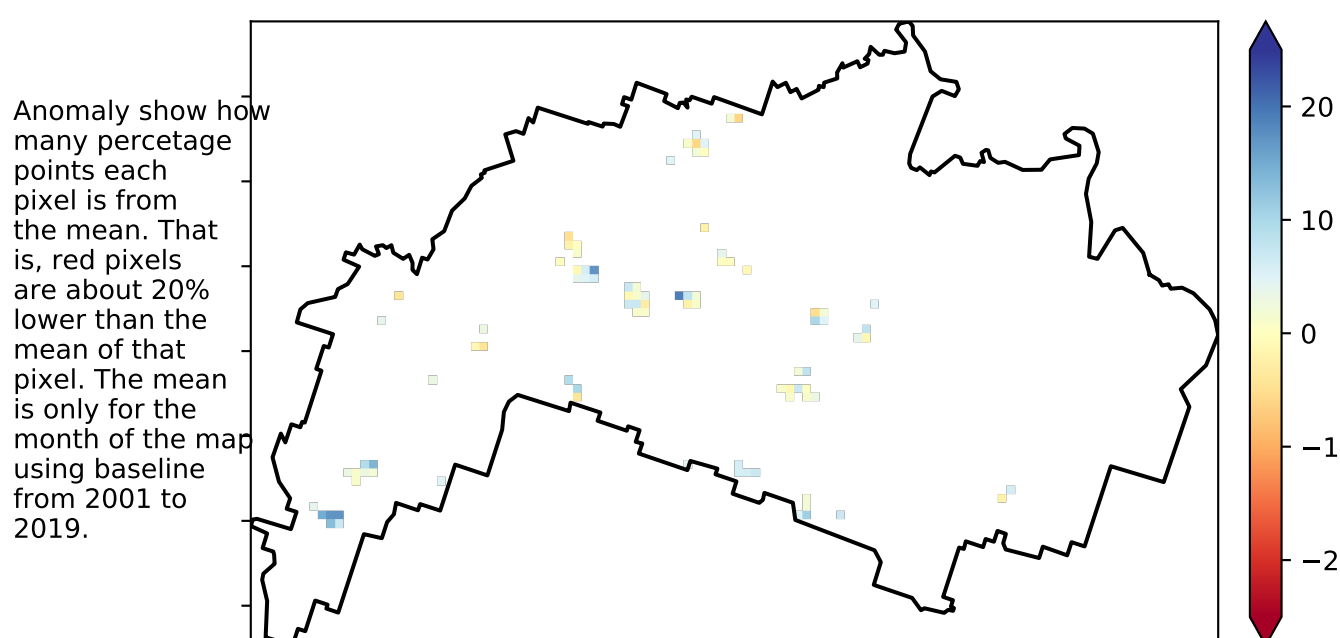 Anomaly show how
many percetage
points each
pixel is from
the mean. That
is, red pixels
are about 20%
lower than the
mean of that
pixel. The mean
is only for the
month of the map
using baseline
from 2001 to
2019.
20
10
0
−1
−2